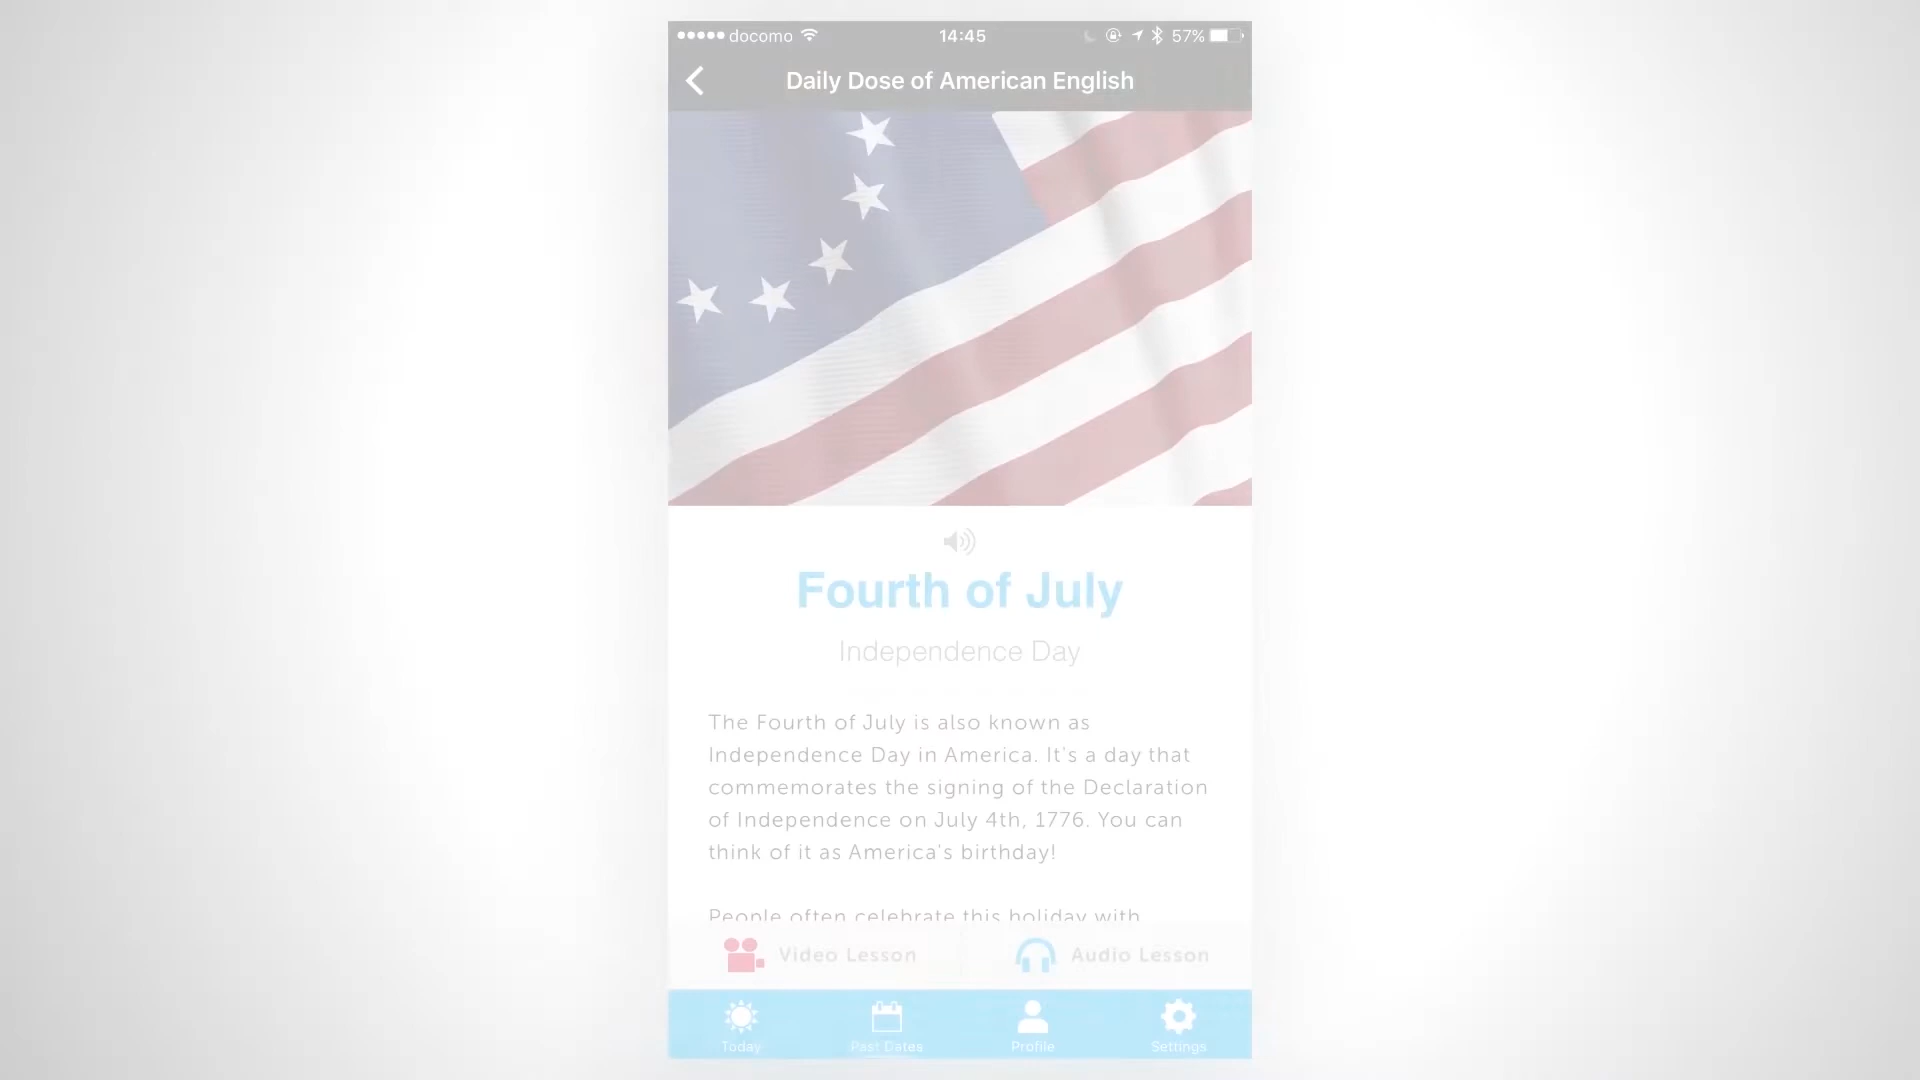 docomo 14:45 57%
Daily Dose of American English
Fourth of July
Independence Day
The Fourth of July is also known as
Independence Day in America. It's a day that
commemorates the signing of the Declaration
of Independence on July 4th, 1776. You can
think of it as America's birthday!
People often celebrate this holiday with
Video Lesson Audio Lesson
Today Past Dates Profile Settings